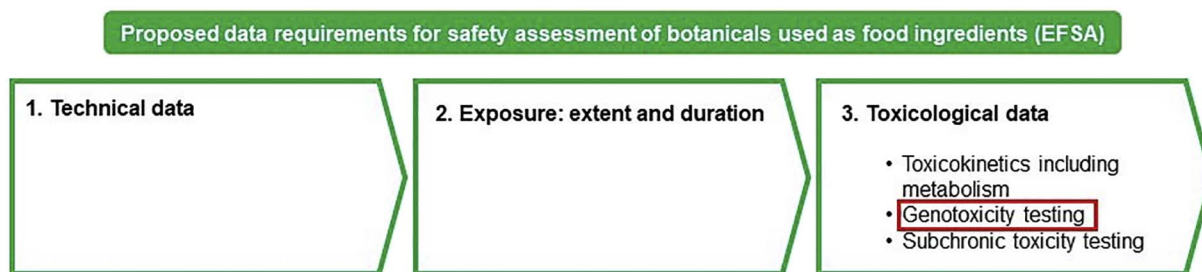 Proposed data requirements for safety assessment of botanicals used as food ingredients (EFSA)
1. Technical data
2. Exposure: extent and duration
3. Toxicological data
• Toxicokinetics including
metabolism
• Genotoxicity testing
• Subchronic toxicity testing